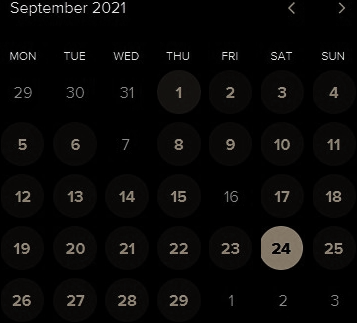 September 2021
MON TUE WED THU FRI SAT SUN
29 30 31 1 2 3 4
5 6 7 8 9 10 11
12 13 14 15 16 17 18
19 20 21 22 23 24 25
26 27 28 29 1 2 3